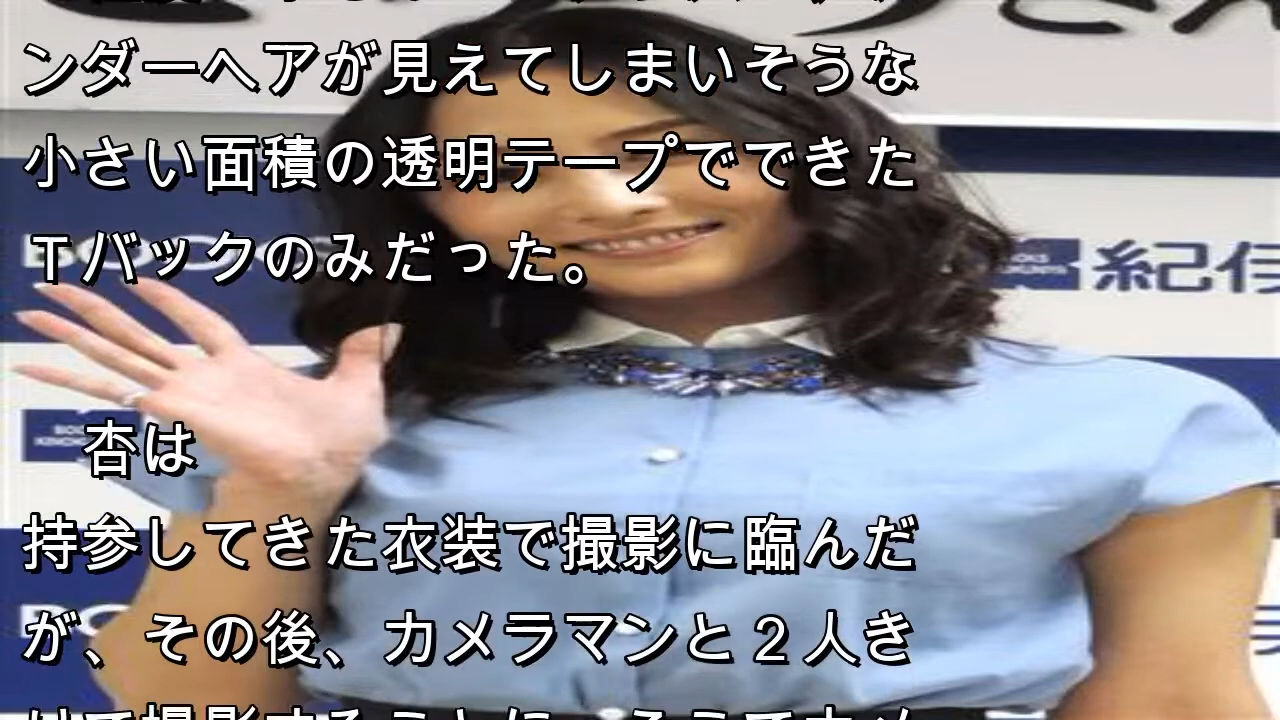 ンダーヘアが見えてしまいそうな
小さい面積の透明テープでできた
Tバックのみだった。
杏は
持参してきた衣装で撮影に臨んだ
が、その後、カメラマンと２人き
紀伊